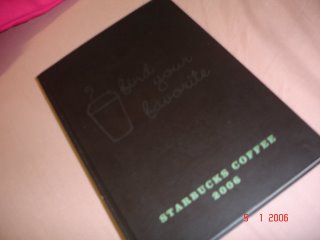 find your
favorite
STARBUCKS COFFEE
2006
5 1 2006